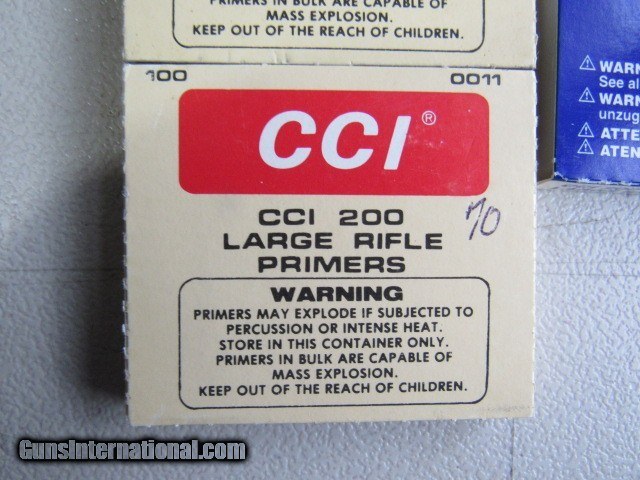 PRIMERS IN BULK ARE CAPABLE OF
MASS EXPLOSION.
KEEP OUT OF THE REACH OF CHILDREN.
100 0011
CCI®
CCI 200
LARGE RIFLE
PRIMERS
70
WARNING
PRIMERS MAY EXPLODE IF SUBJECTED TO
PERCUSSION OR INTENSE HEAT.
STORE IN THIS CONTAINER ONLY.
PRIMERS IN BULK ARE CAPABLE OF
MASS EXPLOSION.
KEEP OUT OF THE REACH OF CHILDREN.
⚠ WARN
See al
⚠ WARN
unzug
⚠ ATTE
⚠ ATEN
GunsInternational.com